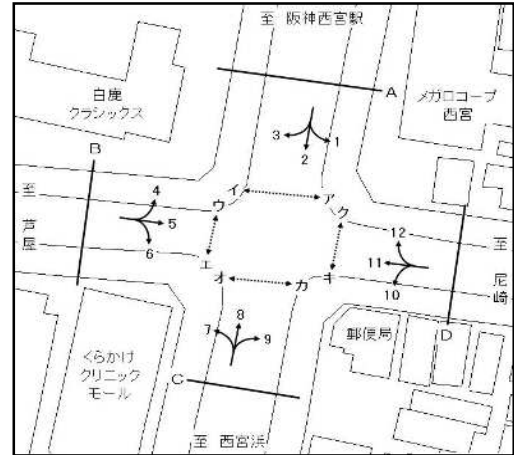 至 阪神西宮駅
白鹿
クラシックス
A
メガロコープ
西宮
B
3
1
2
イ
ア
ウ
ク
4
5
6
至
芦
屋
12
11
10
至
尼
崎
エ
オ
カ
キ
7
8
9
郵便局
D
くらかけ
クリニック
モール
C
至 西宮浜